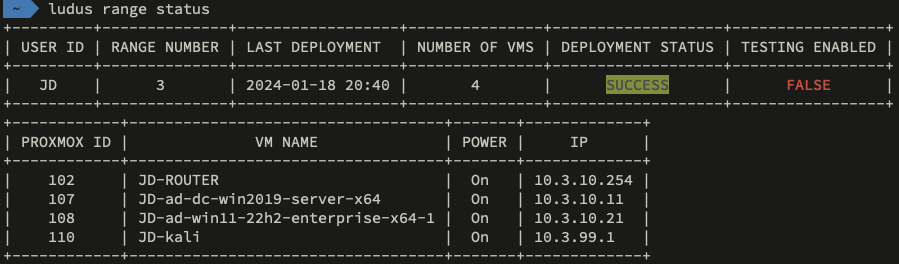 ~ ludus range status
+---------+--------------+------------------+---------------+-------------------+-----------------+
| USER ID | RANGE NUMBER | LAST DEPLOYMENT | NUMBER OF VMS | DEPLOYMENT STATUS | TESTING ENABLED |
+---------+--------------+------------------+---------------+-------------------+-----------------+
| JD | 3 | 2024-01-18 20:40 | 4 | SUCCESS | FALSE |
+---------+--------------+------------------+---------------+-------------------+-----------------+
+------------+-----------------------------------+-------+-------------+
| PROXMOX ID | VM NAME | POWER | IP |
+------------+-----------------------------------+-------+-------------+
| 102 | JD-ROUTER | On | 10.3.10.254 |
| 107 | JD-ad-dc-win2019-server-x64 | On | 10.3.10.11 |
| 108 | JD-ad-win11-22h2-enterprise-x64-1 | On | 10.3.10.21 |
| 110 | JD-kali | On | 10.3.99.1 |
+------------+-----------------------------------+-------+-------------+